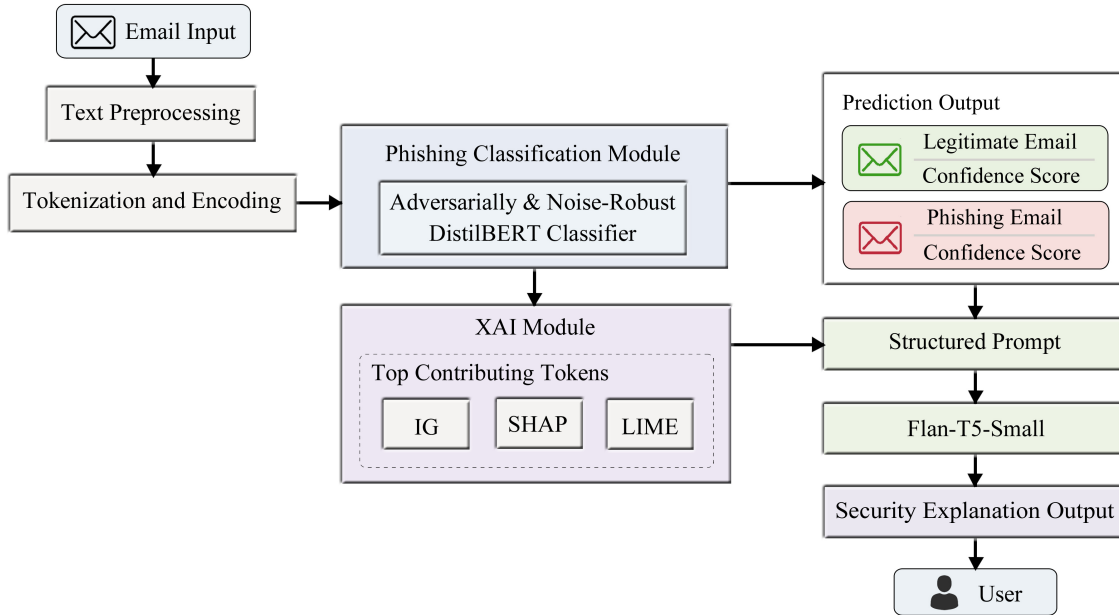 Email Input
Text Preprocessing
Tokenization and Encoding
Phishing Classification Module
Adversarially & Noise-Robust
DistilBERT Classifier
XAI Module
Top Contributing Tokens
IG
SHAP
LIME
Prediction Output
Legitimate Email
Confidence Score
Phishing Email
Confidence Score
Structured Prompt
Flan-T5-Small
Security Explanation Output
User